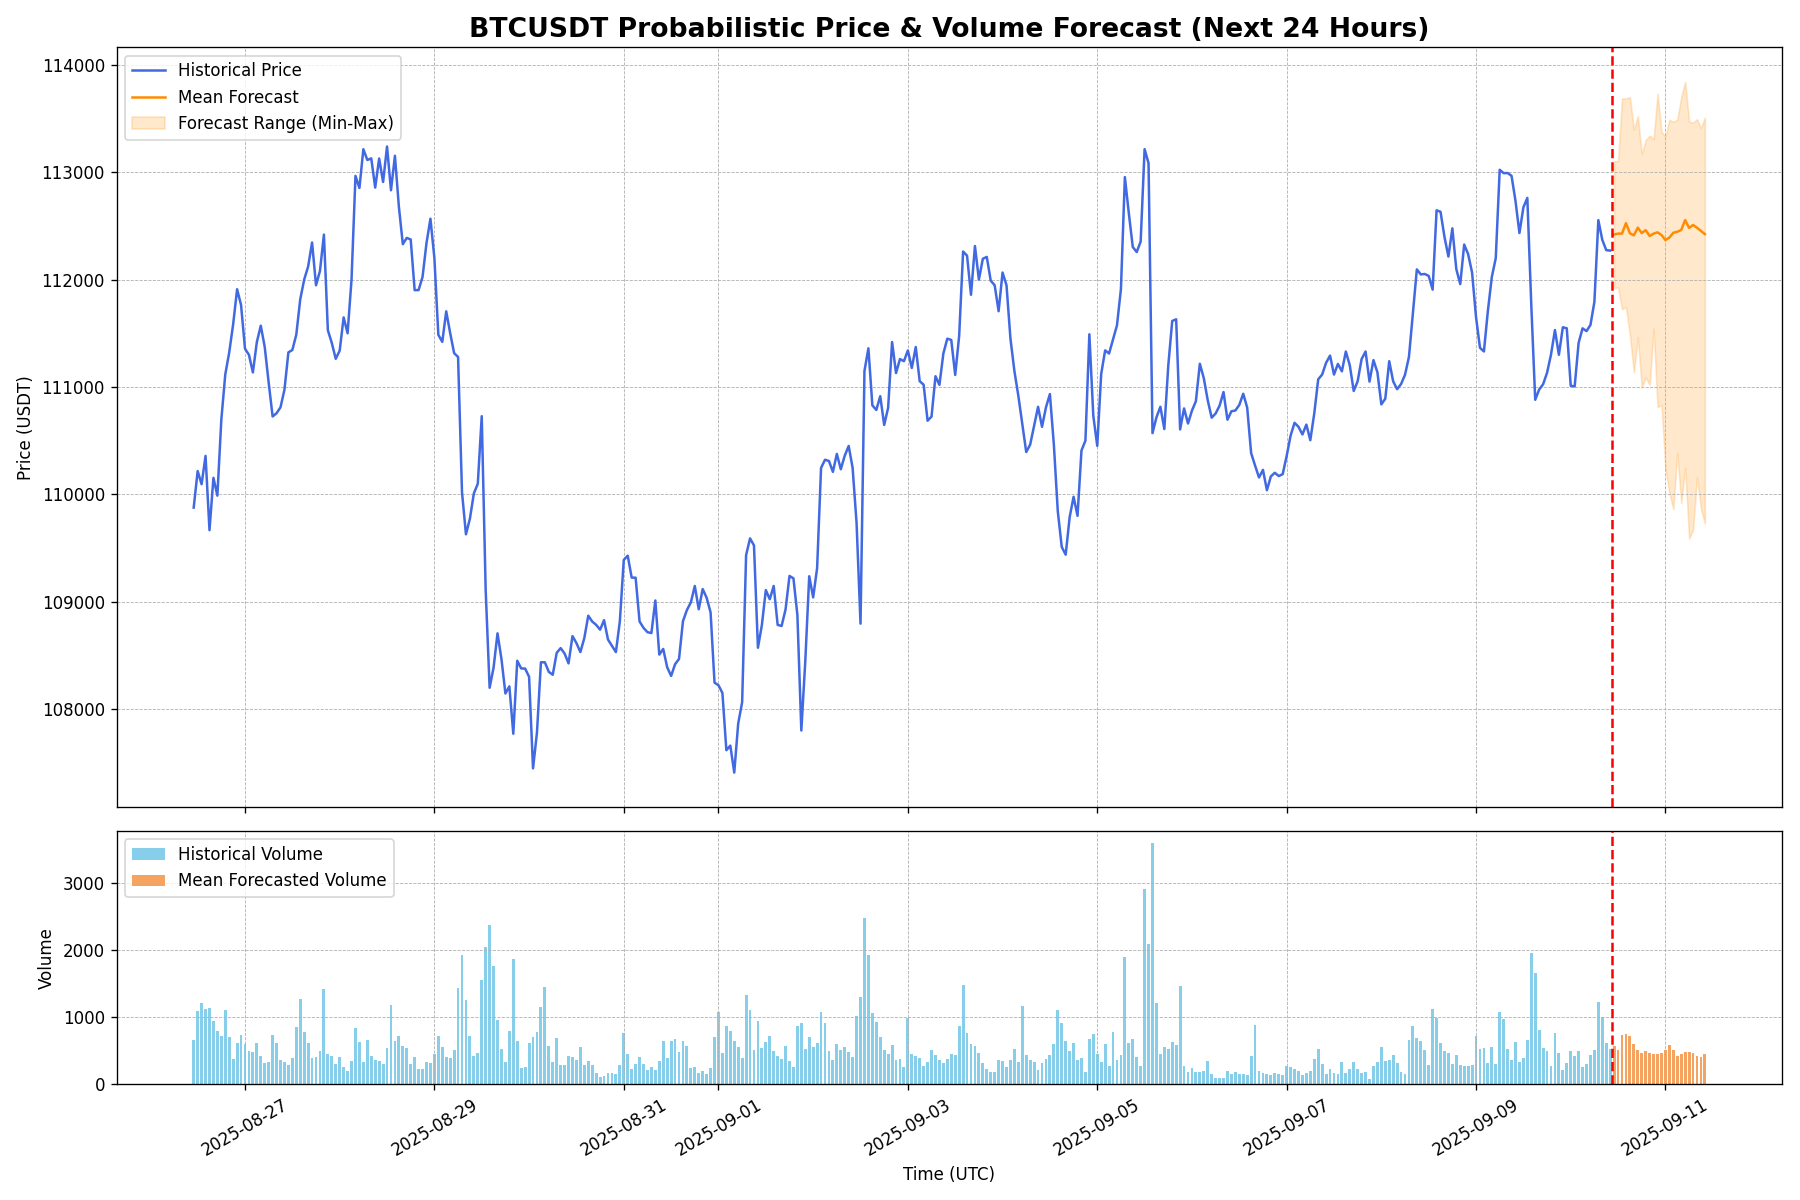 BTCUSDT Probabilistic Price & Volume Forecast (Next 24 Hours)
Historical Price
Mean Forecast
Forecast Range (Min-Max)
Price (USDT)
114000
113000
112000
111000
110000
109000
108000
Historical Volume
Mean Forecasted Volume
Volume
3000
2000
1000
0
2025-08-27
2025-08-29
2025-08-31
2025-09-01
2025-09-03
2025-09-05
2025-09-07
2025-09-09
2025-09-11
Time (UTC)